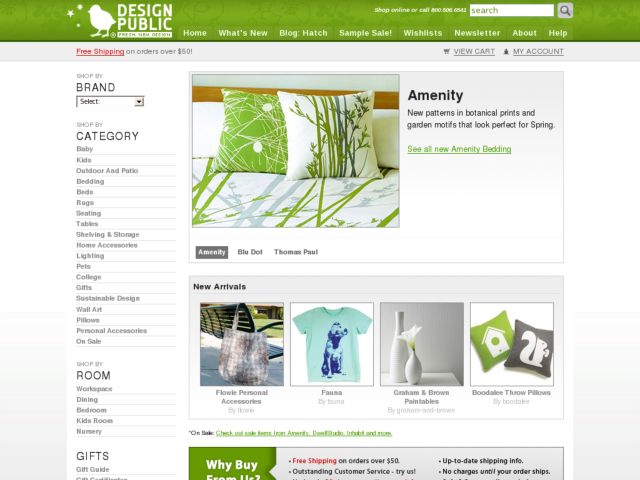 DESIGN
PUBLIC
FRESH. NEW. DESIGN.
Shop online or call 800.506.6541
search
Home
What's New
Blog: Hatch
Sample Sale!
Wishlists
Newsletter
About
Help
Free Shipping on orders over $50!
VIEW CART
MY ACCOUNT
SHOP BY
BRAND
Select:
SHOP BY
CATEGORY
Baby
Kids
Outdoor And Patio
Bedding
Beds
Rugs
Seating
Tables
Shelving & Storage
Home Accessories
Lighting
Pets
College
Gifts
Sustainable Design
Wall Art
Pillows
Personal Accessories
On Sale
SHOP BY
ROOM
Workspace
Dining
Bedroom
Kids Room
Nursery
GIFTS
Gift Guide
Gift Certificates
Amenity
New patterns in botanical prints and
garden motifs that look perfect for Spring.
See all new Amenity Bedding
Amenity
Blu Dot
Thomas Paul
New Arrivals
Flowie Personal
Accessories
By flowie
Fauna
By fauna
Graham & Brown
Paintables
By graham-and-brown
Boodalee Throw Pillows
By boodalee
*On Sale: Check out sale items from Amenity, DwellStudio, Inhabit and more.
Why Buy
From Us?
• Free Shipping on orders over $50.
• Outstanding Customer Service - try us!
• Up-to-date shipping info.
• No charges until your order ships.